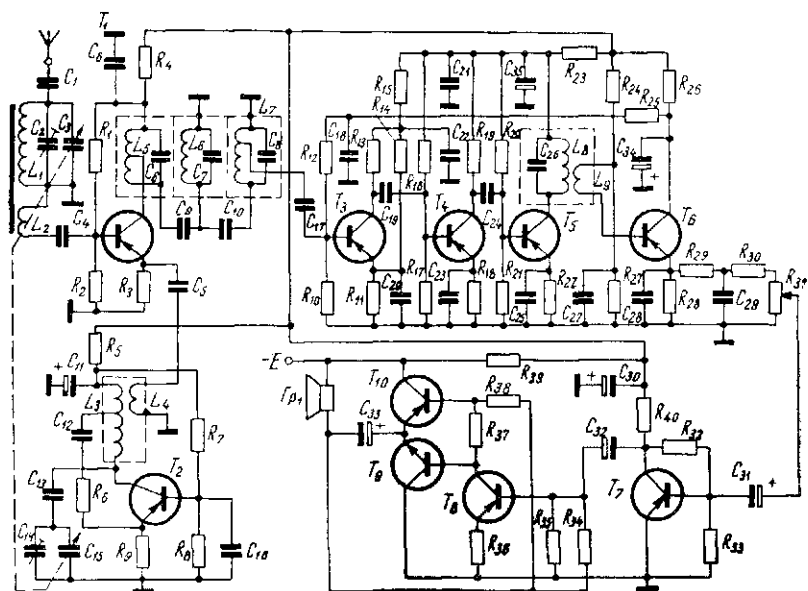 T1
C6
R4
C1
C2
C3
L1
R1
L2
C4
R2
R3
C5
L5
C6
L6
C7
L7
C8
C9
C10
C17
R12
C18
R13
R14
R15
C21
C22
C35
R19
R20
R23
R24
R25
R26
R16
T3
C19
T4
C24
T5
C26
L8
L9
C34
+
T6
R10
R11
C20
R17
C23
R18
R21
C25
R22
C27
C28
R27
R28
R29
R30
C29
R31
R5
C11
+
L3
L4
C12
R7
T2
C13
R6
C14
C15
R9
R8
C16
-E
Гр1
C33
+
T10
R38
R39
R37
T9
T8
R36
R35
R34
+
C30
C32
R40
R32
T7
C31
+
R33